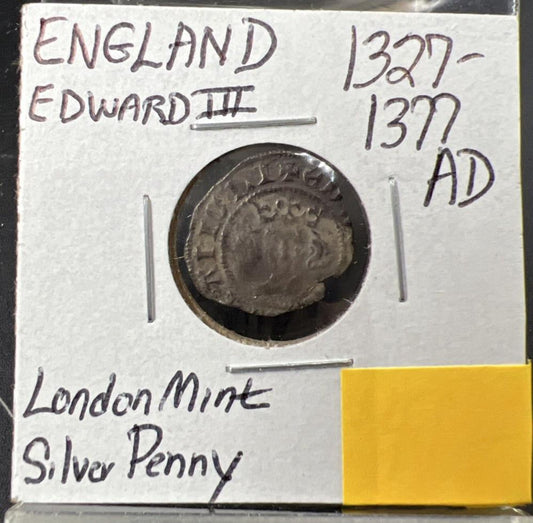 ENGLAND
EDWARD III
1327-
1377
AD
London Mint
Silver Penny